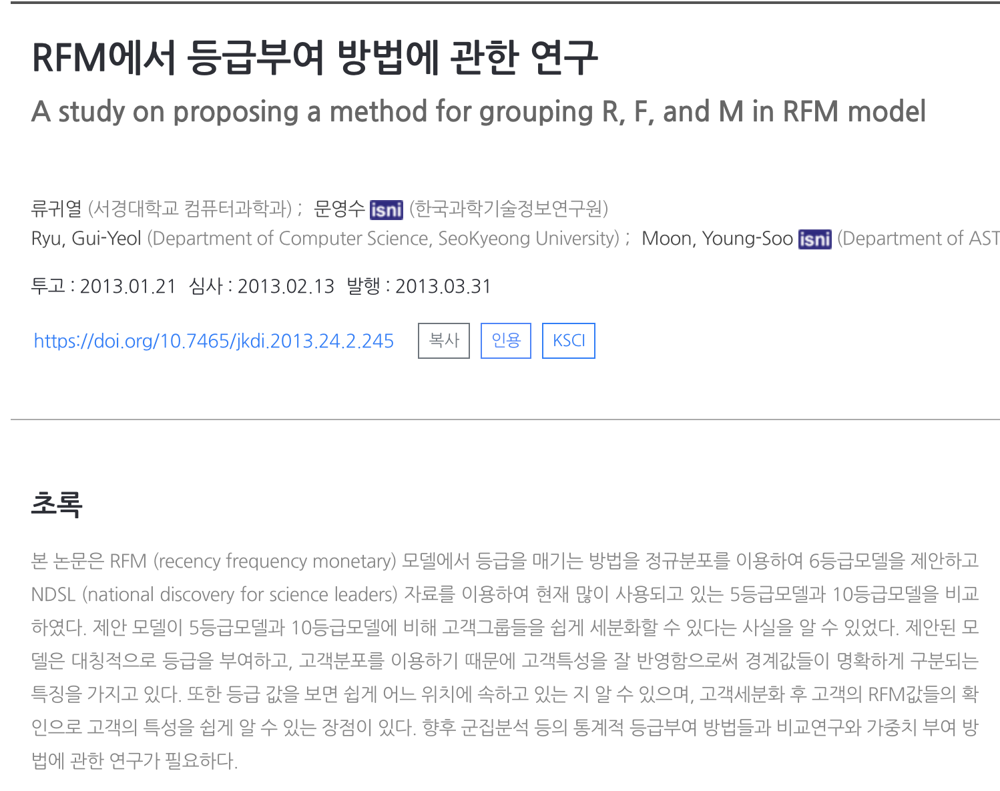 RFM에서 등급부여 방법에 관한 연구
A study on proposing a method for grouping R, F, and M in RFM model
류귀열 (서경대학교 컴퓨터과학과) ; 문영수 isni (한국과학기술정보연구원)
Ryu, Gui-Yeol (Department of Computer Science, SeoKyeong University) ; Moon, Young-Soo isni (Department of AST
투고 : 2013.01.21 심사 : 2013.02.13 발행 : 2013.03.31
https://doi.org/10.7465/jkdi.2013.24.2.245 복사 인용 KSCI
초록
본 논문은 RFM (recency frequency monetary) 모델에서 등급을 매기는 방법을 정규분포를 이용하여 6등급모델을 제안하고
NDSL (national discovery for science leaders) 자료를 이용하여 현재 많이 사용되고 있는 5등급모델과 10등급모델을 비교
하였다. 제안 모델이 5등급모델과 10등급모델에 비해 고객그룹들을 쉽게 세분화할 수 있다는 사실을 알 수 있었다. 제안된 모
델은 대칭적으로 등급을 부여하고, 고객분포를 이용하기 때문에 고객특성을 잘 반영함으로써 경계값들이 명확하게 구분되는
특징을 가지고 있다. 또한 등급 값을 보면 쉽게 어느 위치에 속하고 있는 지 알 수 있으며, 고객세분화 후 고객의 RFM값들의 확
인으로 고객의 특성을 쉽게 알 수 있는 장점이 있다. 향후 군집분석 등의 통계적 등급부여 방법들과 비교연구와 가중치 부여 방
법에 관한 연구가 필요하다.